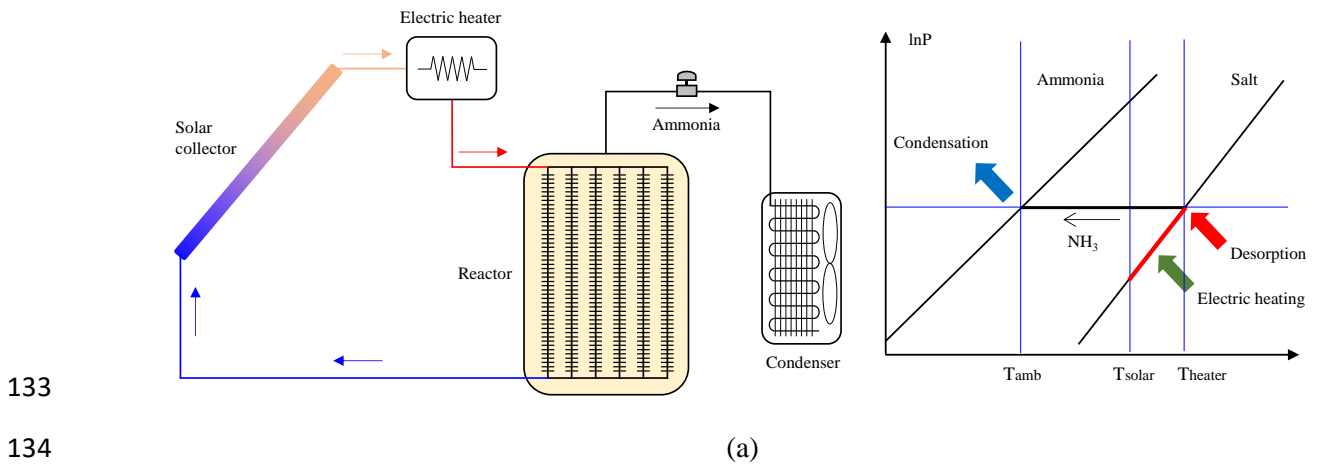 Electric heater
Solar
collector
Ammonia
Reactor
Condenser
lnP
Ammonia
Salt
Condensation
NH3
Desorption
Electric heating
Tamb
Tsolar
Theater
133
134
(a)